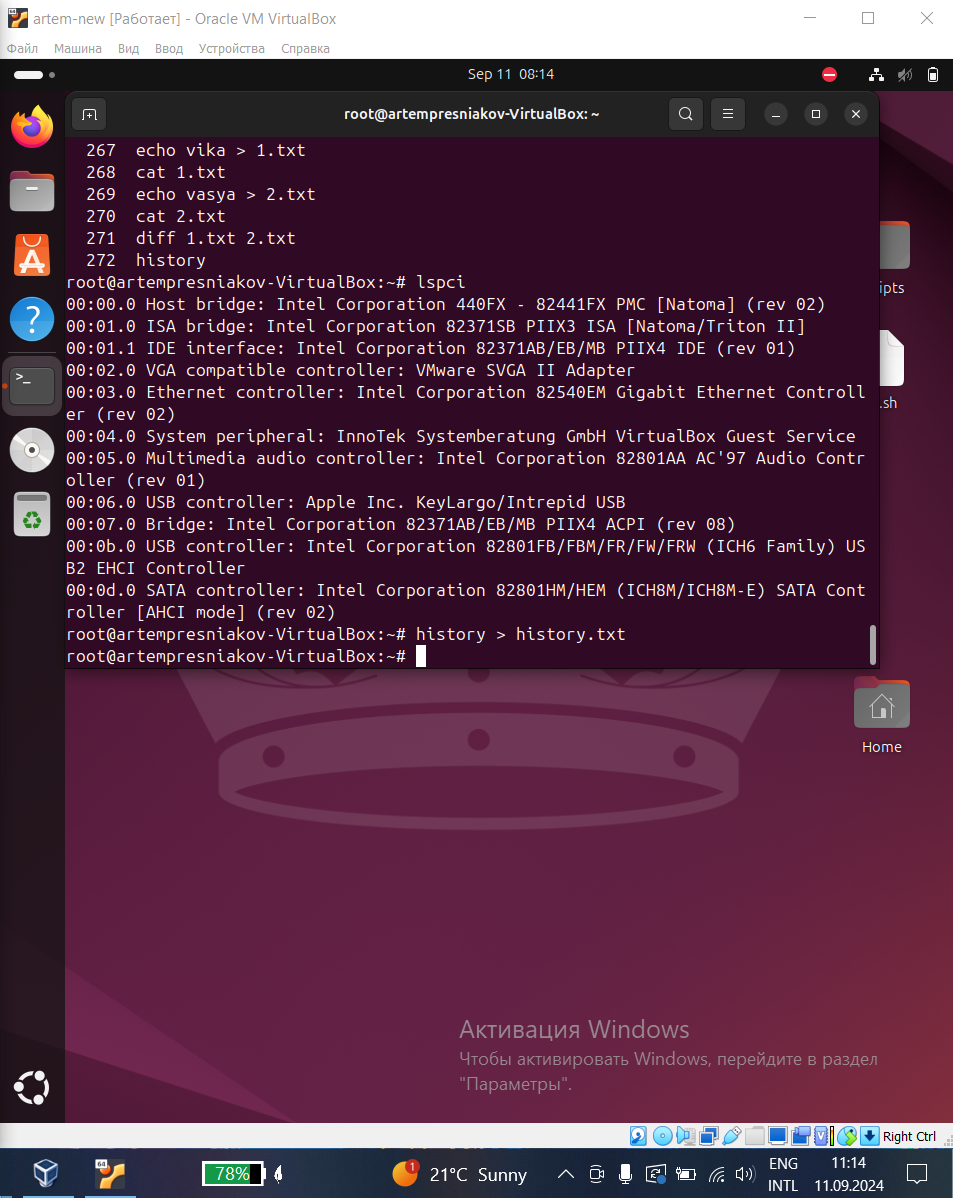 artem-new [Работает] - Oracle VM VirtualBox
Файл Машина Вид Ввод Устройства Справка
Sep 11 08:14
root@artempresniakov-VirtualBox: ~
267 echo vika > 1.txt
268 cat 1.txt
269 echo vasya > 2.txt
270 cat 2.txt
271 diff 1.txt 2.txt
272 history
root@artempresniakov-VirtualBox:~# lspci
00:00.0 Host bridge: Intel Corporation 440FX - 82441FX PMC [Natoma] (rev 02)
00:01.0 ISA bridge: Intel Corporation 82371SB PIIX3 ISA [Natoma/Triton II]
00:01.1 IDE interface: Intel Corporation 82371AB/EB/MB PIIX4 IDE (rev 01)
00:02.0 VGA compatible controller: VMware SVGA II Adapter
00:03.0 Ethernet controller: Intel Corporation 82540EM Gigabit Ethernet Controll
er (rev 02)
00:04.0 System peripheral: InnoTek Systemberatung GmbH VirtualBox Guest Service
00:05.0 Multimedia audio controller: Intel Corporation 82801AA AC'97 Audio Contr
oller (rev 01)
00:06.0 USB controller: Apple Inc. KeyLargo/Intrepid USB
00:07.0 Bridge: Intel Corporation 82371AB/EB/MB PIIX4 ACPI (rev 08)
00:0b.0 USB controller: Intel Corporation 82801FB/FBM/FR/FW/FRW (ICH6 Family) US
B2 EHCI Controller
00:0d.0 SATA controller: Intel Corporation 82801HM/HEM (ICH8M/ICH8M-E) SATA Cont
roller [AHCI mode] (rev 02)
root@artempresniakov-VirtualBox:~# history > history.txt
root@artempresniakov-VirtualBox:~#
ipts
.sh
Home
Активация Windows
Чтобы активировать Windows, перейдите в раздел
"Параметры".
Right Ctrl
64
78%
1
21°C Sunny
ENG
INTL
11:14
11.09.2024